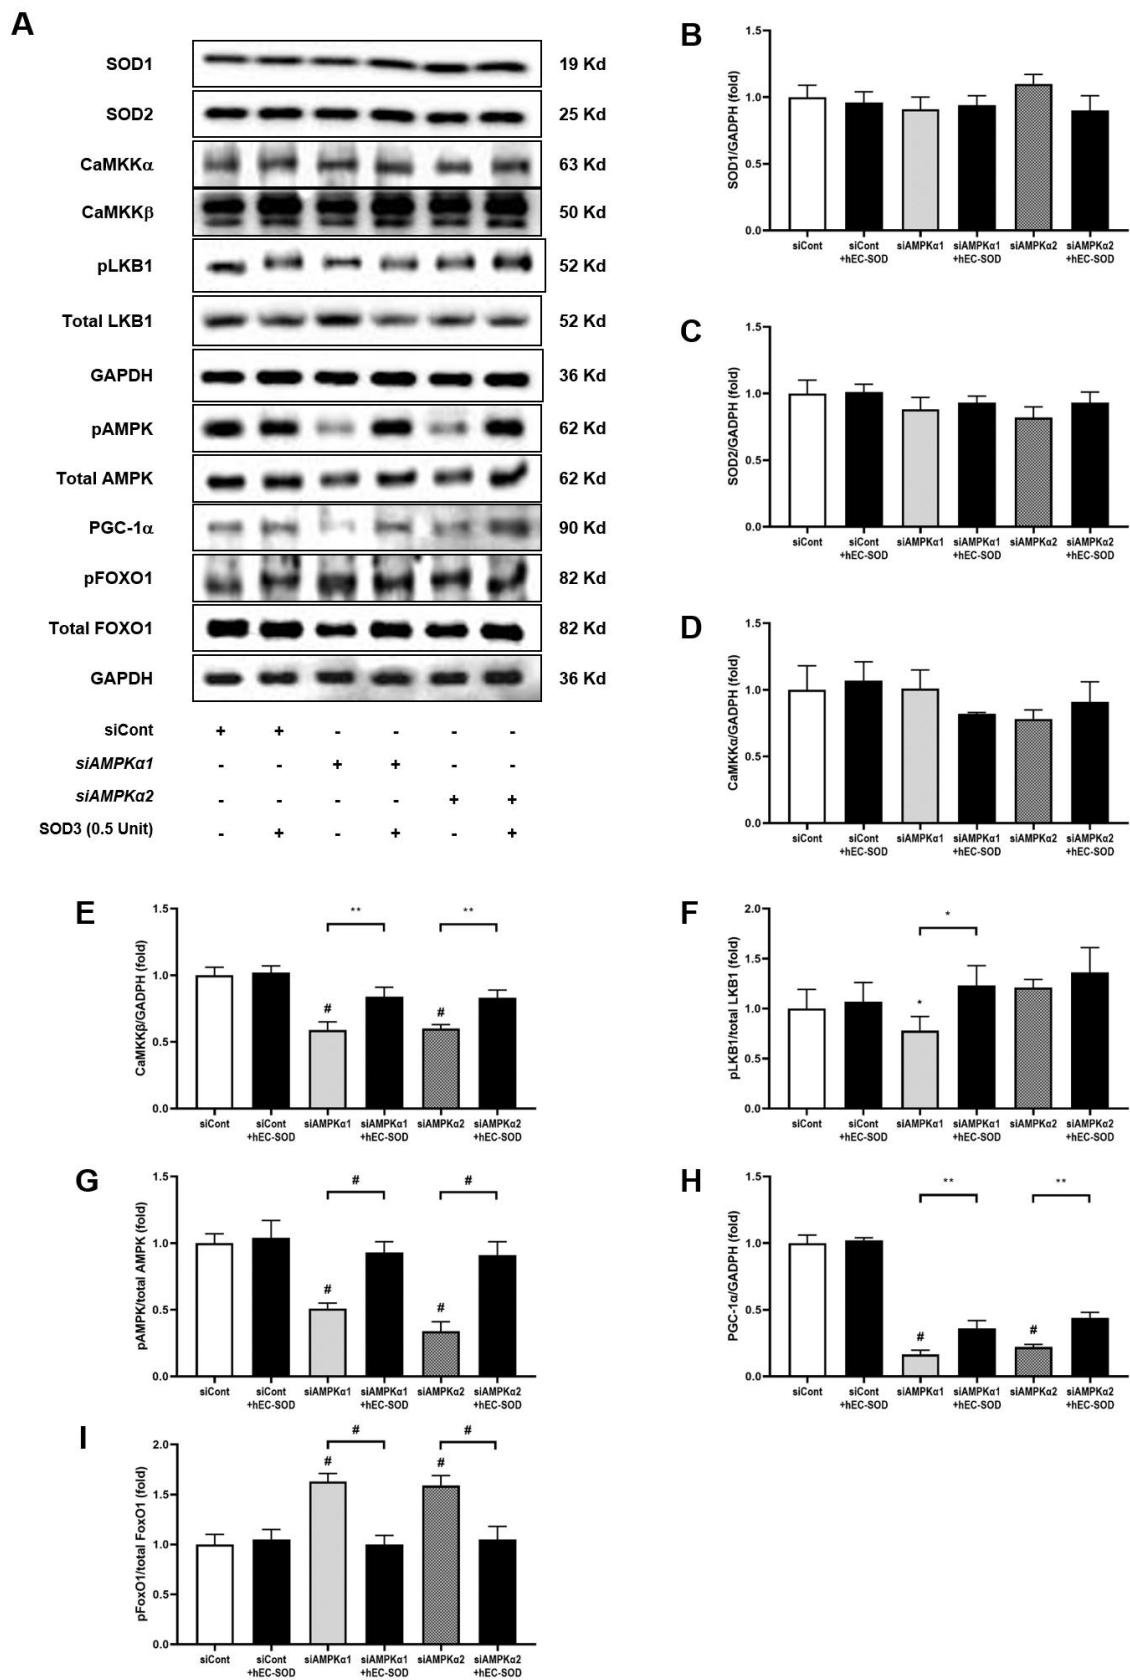 A
SOD1 19 Kd
SOD2 25 Kd
CaMKKα 63 Kd
CaMKKβ 50 Kd
pLKB1 52 Kd
Total LKB1 52 Kd
GAPDH 36 Kd
pAMPK 62 Kd
Total AMPK 62 Kd
PGC-1α 90 Kd
pFOXO1 82 Kd
Total FOXO1 82 Kd
GAPDH 36 Kd
siCont + + - - - -
siAMPKα1 - - + + - -
siAMPKα2 - - - - + +
SOD3 (0.5 Unit) - + - + - +
B
SOD1/GADPH (fold)
1.5
1.0
0.5
0.0
siCont siCont siAMPKα1 siAMPKα1 siAMPKα2 siAMPKα2
+hEC-SOD +hEC-SOD +hEC-SOD
C
SOD2/GADPH (fold)
1.5
1.0
0.5
0.0
siCont siCont siAMPKα1 siAMPKα1 siAMPKα2 siAMPKα2
+hEC-SOD +hEC-SOD +hEC-SOD
D
CaMKKα/GADPH (fold)
1.5
1.0
0.5
0.0
siCont siCont siAMPKα1 siAMPKα1 siAMPKα2 siAMPKα2
+hEC-SOD +hEC-SOD +hEC-SOD
E
CaMKKβ/GADPH (fold)
1.5
1.0
0.5
0.0
** **
# #
siCont siCont siAMPKα1 siAMPKα1 siAMPKα2 siAMPKα2
+hEC-SOD +hEC-SOD +hEC-SOD
F
pLKB1/total LKB1 (fold)
2.0
1.5
1.0
0.5
0.0
*
*
siCont siCont siAMPKα1 siAMPKα1 siAMPKα2 siAMPKα2
+hEC-SOD +hEC-SOD +hEC-SOD
G
pAMPK/total AMPK (fold)
1.5
1.0
0.5
0.0
# #
# #
siCont siCont siAMPKα1 siAMPKα1 siAMPKα2 siAMPKα2
+hEC-SOD +hEC-SOD +hEC-SOD
H
PGC-1α/GADPH (fold)
1.5
1.0
0.5
0.0
** **
# #
siCont siCont siAMPKα1 siAMPKα1 siAMPKα2 siAMPKα2
+hEC-SOD +hEC-SOD +hEC-SOD
I
pFoxO1/total FoxO1 (fold)
2.0
1.5
1.0
0.5
0.0
# #
# #
siCont siCont siAMPKα1 siAMPKα1 siAMPKα2 siAMPKα2
+hEC-SOD +hEC-SOD +hEC-SOD